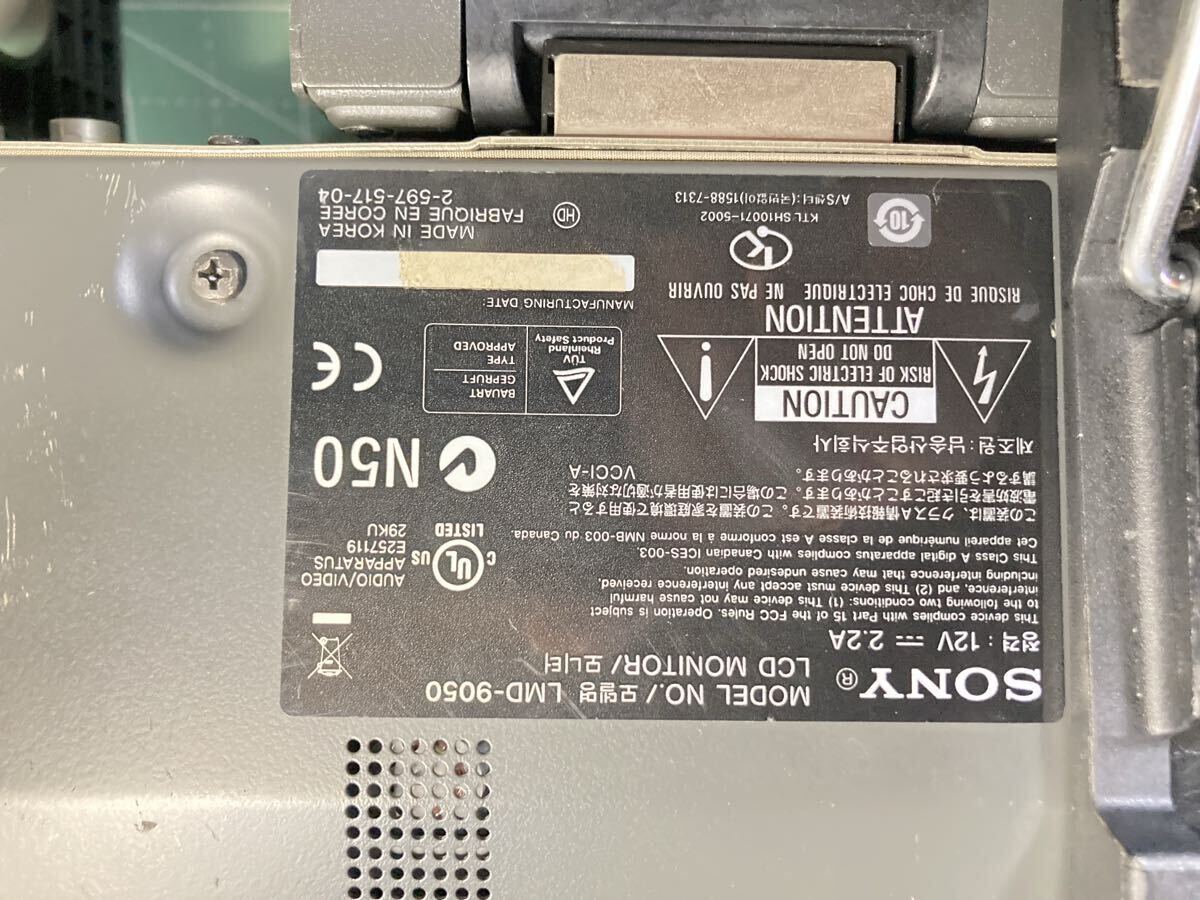 SONY®
MODEL NO./ 모델명 LMD-9050
LCD MONITOR/ 모니터
정격 : 12V ⎓ 2.2A
This device complies with Part 15 of the FCC Rules. Operation is subject
to the following two conditions: (1) This device may not cause harmful
interference, and (2) This device must accept any interference received,
including interference that may cause undesired operation.
This Class A digital apparatus complies with Canadian ICES-003.
Cet appareil numérique de la classe A est conforme à la norme NMB-003 du Canada.
この装置は、クラスA情報技術装置です。この装置を家庭環境で使用すると
電波妨害を引き起こすことがあります。この場合には使用者が適切な対策を
講ずるよう要求されることがあります。
VCCI-A
제조원 : 남송산업주식회사
CAUTION
RISK OF ELECTRIC SHOCK
DO NOT OPEN
ATTENTION
RISQUE DE CHOC ELECTRIQUE NE PAS OUVRIR
KTL SH10071-5002
A/S센터 : (국번없이)1588-7313
10
C UL US
LISTED
AUDIO/VIDEO
APPARATUS
E257119
29KU
N50
TÜV
Rheinland
Product Safety
BAUART
GEPRÜFT
TYPE
APPROVED
CE
MANUFACTURING DATE:
HD
MADE IN KOREA
FABRIQUE EN COREE
2-597-517-04